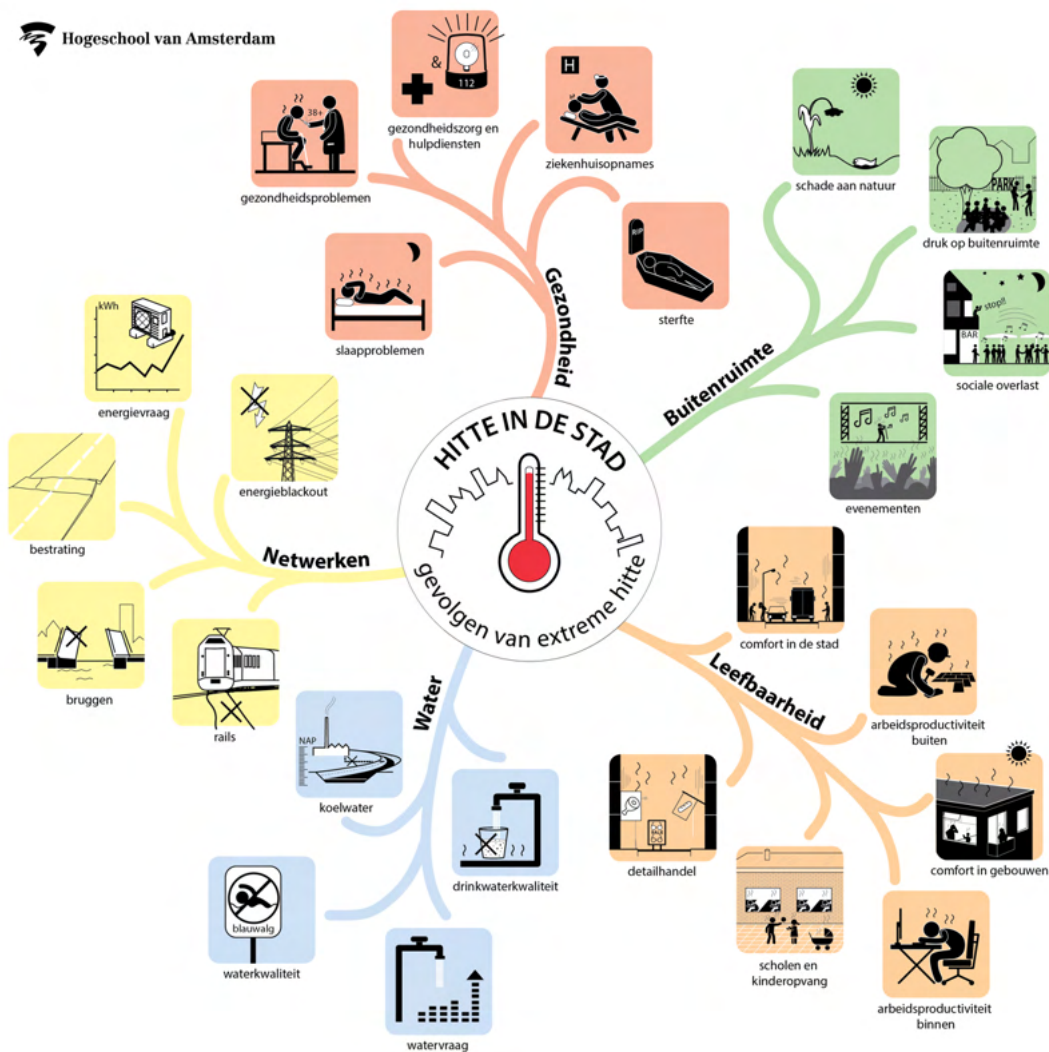 Hogeschool van Amsterdam
HITTE IN DE STAD
gevolgen van extreme hitte
Gezondheid
38+
gezondheidsproblemen
&
112
gezondheidszorg en
hulpdiensten
H
ziekenhuisopnames
slaapproblemen
RIP
sterfte
Buitenruimte
schade aan natuur
PARK
druk op buitenruimte
stop!!
BAR
sociale overlast
evenementen
Netwerken
kWh
energievraag
energieblackout
bestrating
bruggen
rails
Water
NAP
koelwater
drinkwaterkwaliteit
blauwalg
waterkwaliteit
watervraag
Leefbaarheid
comfort in de stad
arbeidsproductiviteit
buiten
comfort in gebouwen
detailhandel
scholen en
kinderopvang
arbeidsproductiviteit
binnen